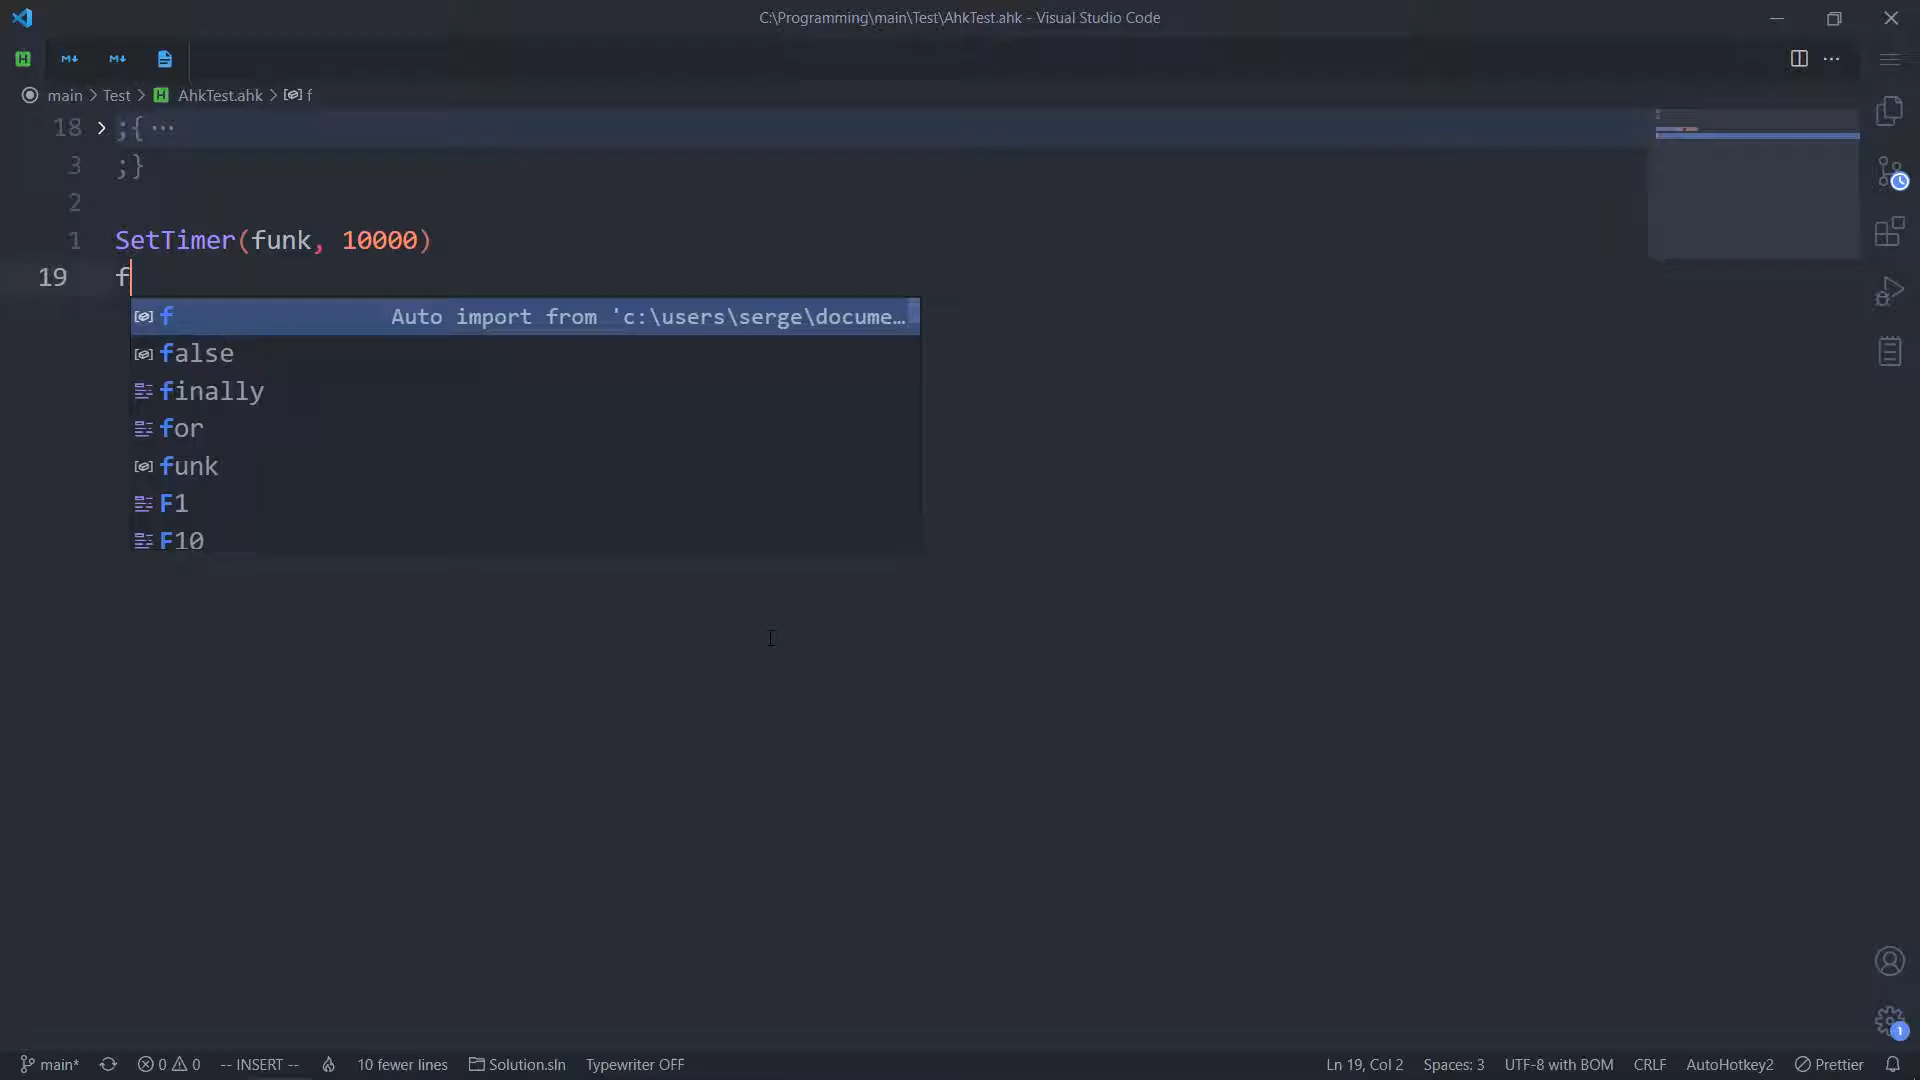 C:\Programming\main\Test\AhkTest.ahk - Visual Studio Code
main > Test > AhkTest.ahk > f
18 > ;{ ···
3 ;}
2
1 SetTimer(funk, 10000)
19 f
f Auto import from 'c:\users\serge\docume…
false
finally
for
funk
F1
F10
main* 0 0 -- INSERT -- 10 fewer lines Solution.sln Typewriter OFF Ln 19, Col 2 Spaces: 3 UTF-8 with BOM CRLF AutoHotkey2 Prettier